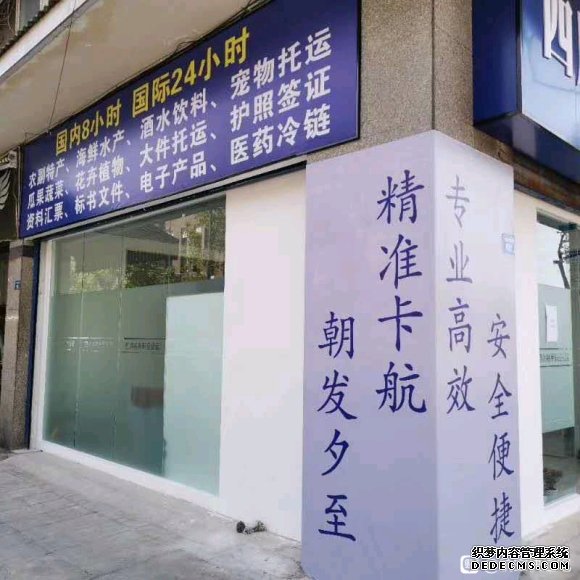 国内8小时 国际24小时
农副特产、海鲜水产、酒水饮料、宠物托运
瓜果蔬菜、花卉植物、大件托运、护照签证
资料汇票、标书文件、电子产品、医药冷链
四
精准卡航
朝发夕至
专业高效
安全便捷
织梦内容管理系统
DEDECMS.COM